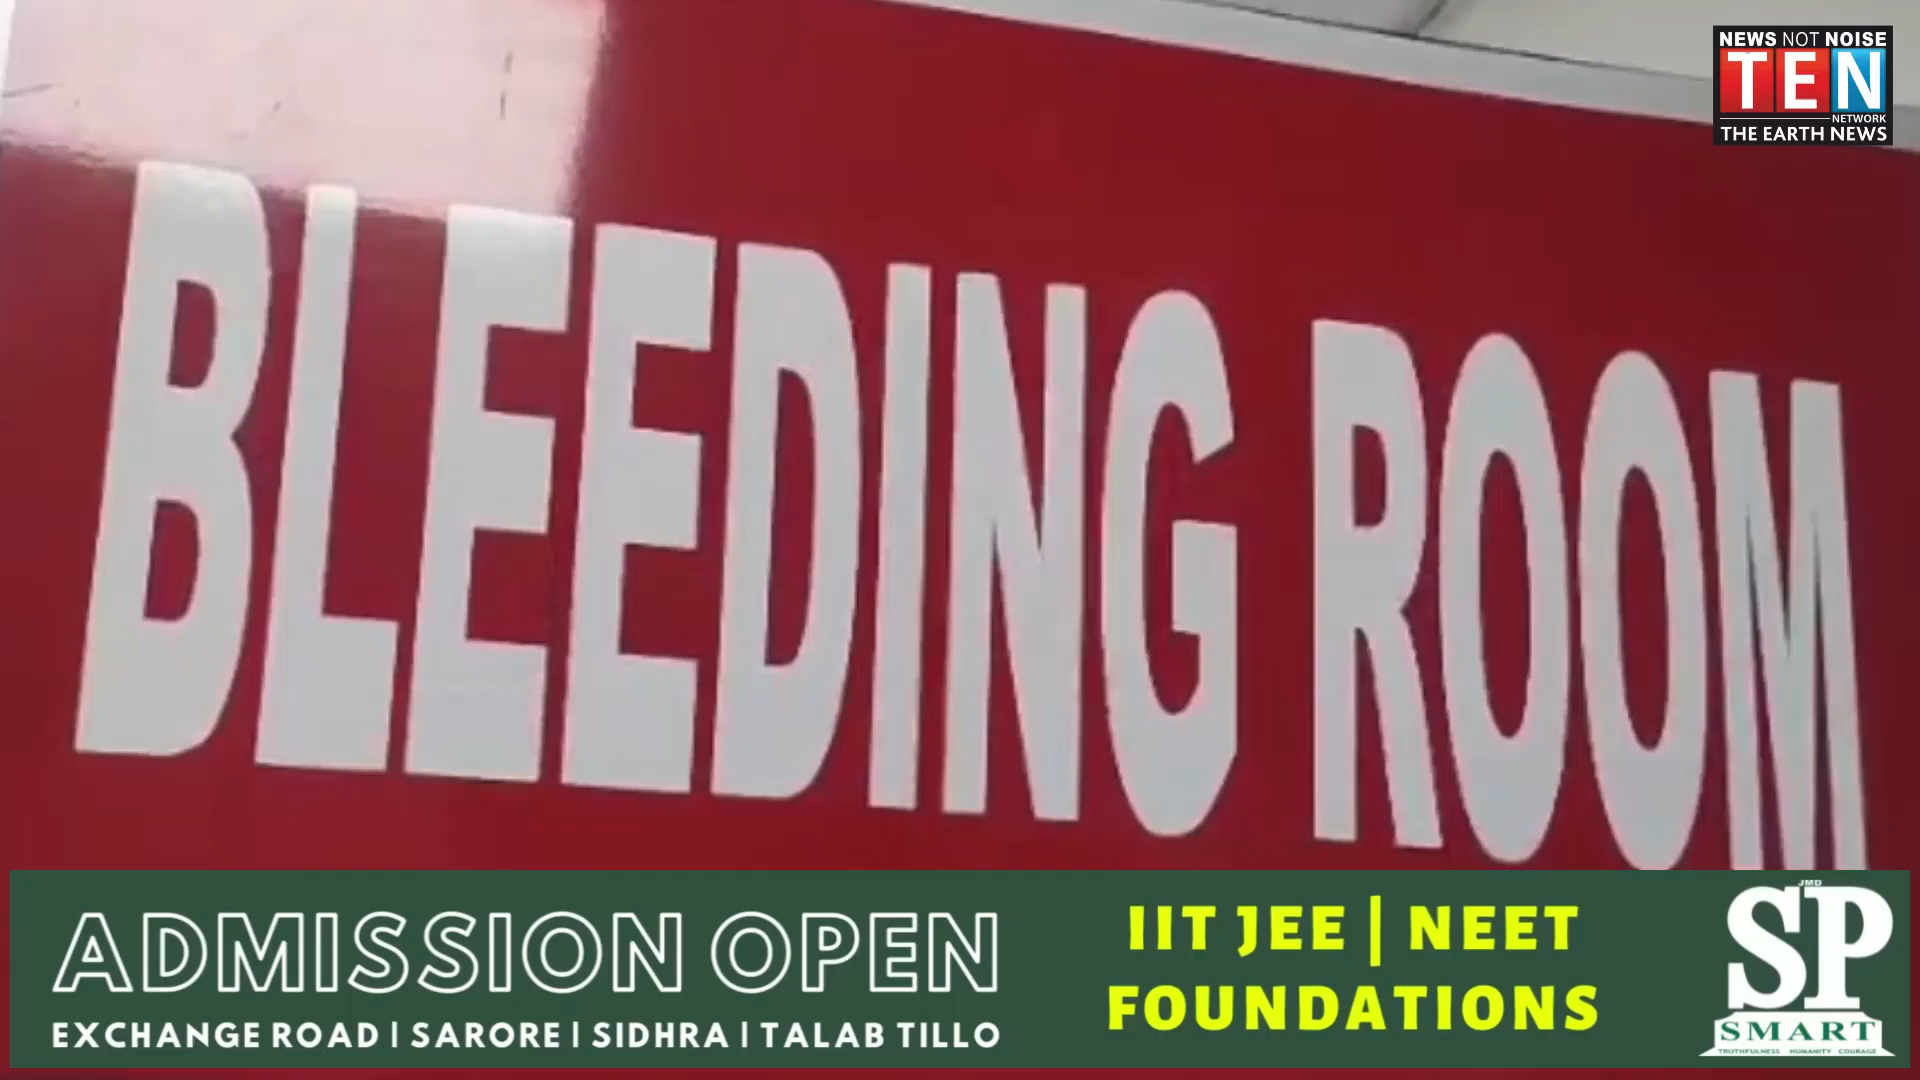 NEWS NOT NOISE
TEN
NETWORK
THE EARTH NEWS
BLEEDING ROOM
ADMISSION OPEN
EXCHANGE ROAD | SARORE | SIDHRA | TALAB TILLO
IIT JEE | NEET
FOUNDATIONS
JMD
SP
SMART
TRUTHFULNESS HUMANITY COURAGE